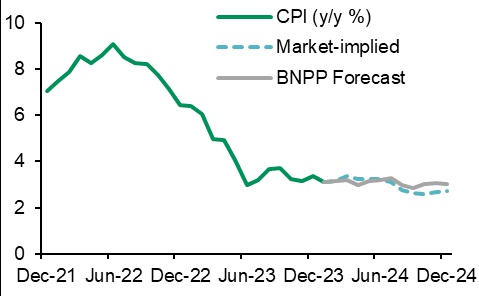 CPI (y/y %)
Market-implied
BNPP Forecast
10
8
6
4
2
0
Dec-21 Jun-22 Dec-22 Jun-23 Dec-23 Jun-24 Dec-24